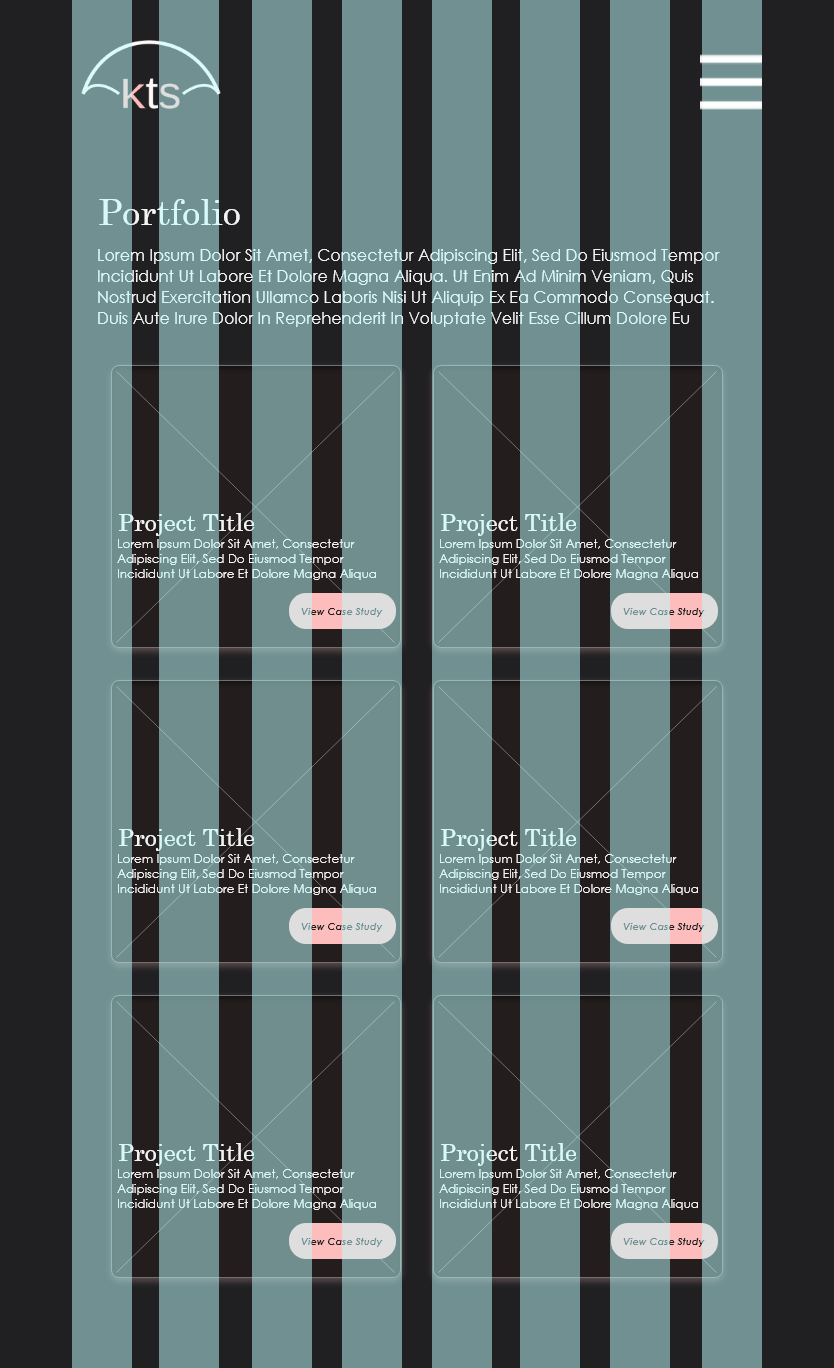 kts
Portfolio
Lorem Ipsum Dolor Sit Amet, Consectetur Adipiscing Elit, Sed Do Eiusmod Tempor
Incididunt Ut Labore Et Dolore Magna Aliqua. Ut Enim Ad Minim Veniam, Quis
Nostrud Exercitation Ullamco Laboris Nisi Ut Aliquip Ex Ea Commodo Consequat.
Duis Aute Irure Dolor In Reprehenderit In Voluptate Velit Esse Cillum Dolore Eu
Project Title
Lorem Ipsum Dolor Sit Amet, Consectetur
Adipiscing Elit, Sed Do Eiusmod Tempor
Incididunt Ut Labore Et Dolore Magna Aliqua
View Case Study
Project Title
Lorem Ipsum Dolor Sit Amet, Consectetur
Adipiscing Elit, Sed Do Eiusmod Tempor
Incididunt Ut Labore Et Dolore Magna Aliqua
View Case Study
Project Title
Lorem Ipsum Dolor Sit Amet, Consectetur
Adipiscing Elit, Sed Do Eiusmod Tempor
Incididunt Ut Labore Et Dolore Magna Aliqua
View Case Study
Project Title
Lorem Ipsum Dolor Sit Amet, Consectetur
Adipiscing Elit, Sed Do Eiusmod Tempor
Incididunt Ut Labore Et Dolore Magna Aliqua
View Case Study
Project Title
Lorem Ipsum Dolor Sit Amet, Consectetur
Adipiscing Elit, Sed Do Eiusmod Tempor
Incididunt Ut Labore Et Dolore Magna Aliqua
View Case Study
Project Title
Lorem Ipsum Dolor Sit Amet, Consectetur
Adipiscing Elit, Sed Do Eiusmod Tempor
Incididunt Ut Labore Et Dolore Magna Aliqua
View Case Study